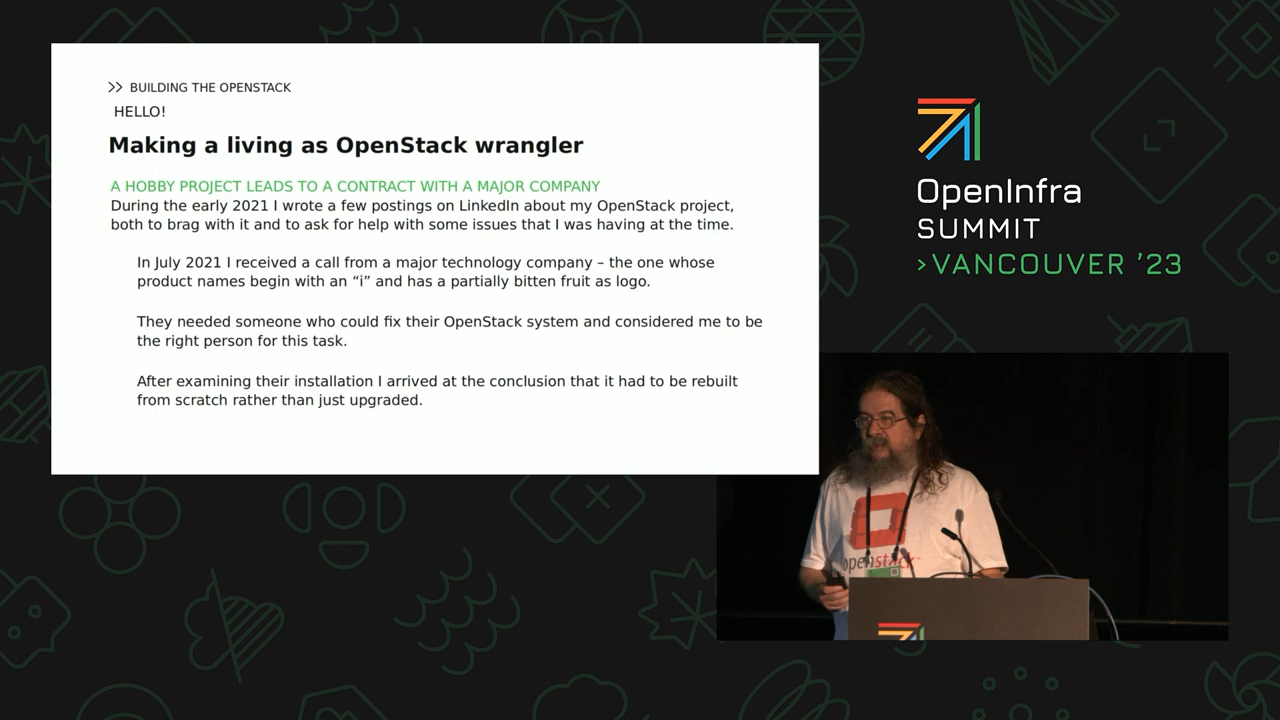 >> BUILDING THE OPENSTACK
HELLO!
Making a living as OpenStack wrangler
A HOBBY PROJECT LEADS TO A CONTRACT WITH A MAJOR COMPANY
During the early 2021 I wrote a few postings on LinkedIn about my OpenStack project,
both to brag with it and to ask for help with some issues that I was having at the time.
In July 2021 I received a call from a major technology company – the one whose
product names begin with an “i” and has a partially bitten fruit as logo.
They needed someone who could fix their OpenStack system and considered me to be
the right person for this task.
After examining their installation I arrived at the conclusion that it had to be rebuilt
from scratch rather than just upgraded.
OpenInfra
SUMMIT
>VANCOUVER ’23
openstack